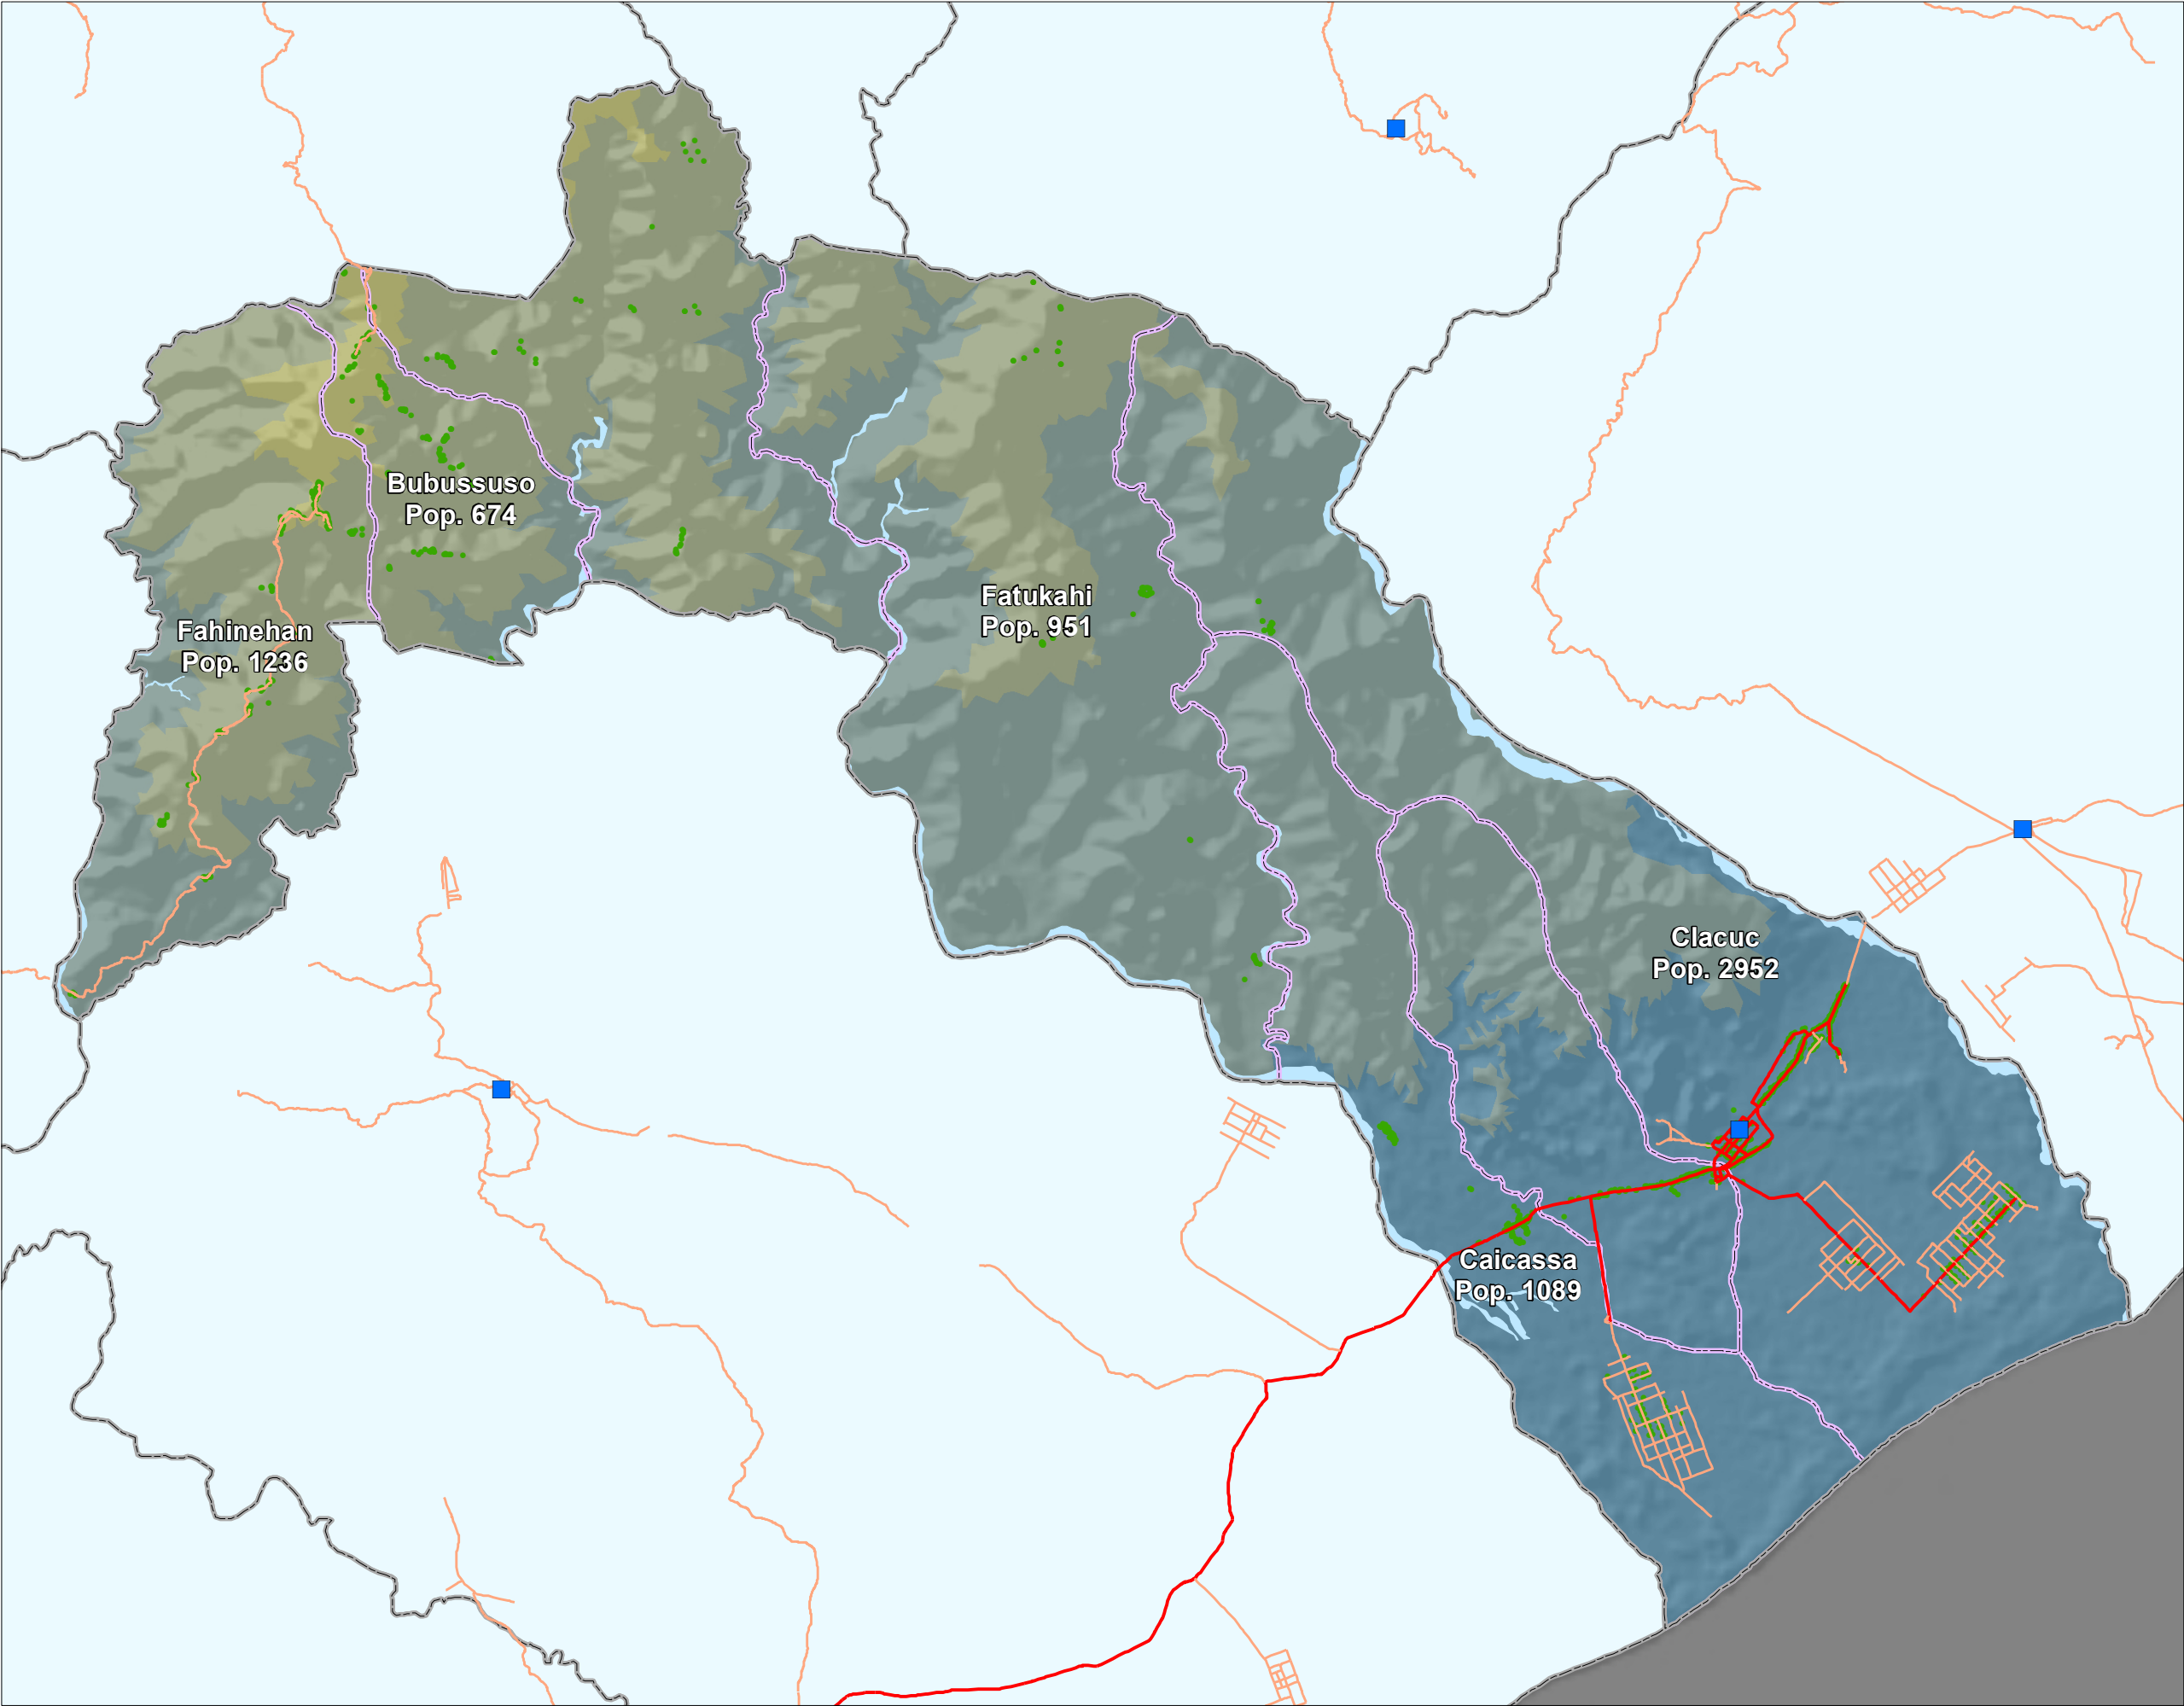 Bubussuso
Pop. 674
Fatukahi
Pop. 951
Fahinehan
Pop. 1236
Clacuc
Pop. 2952
Caicassa
Pop. 1089